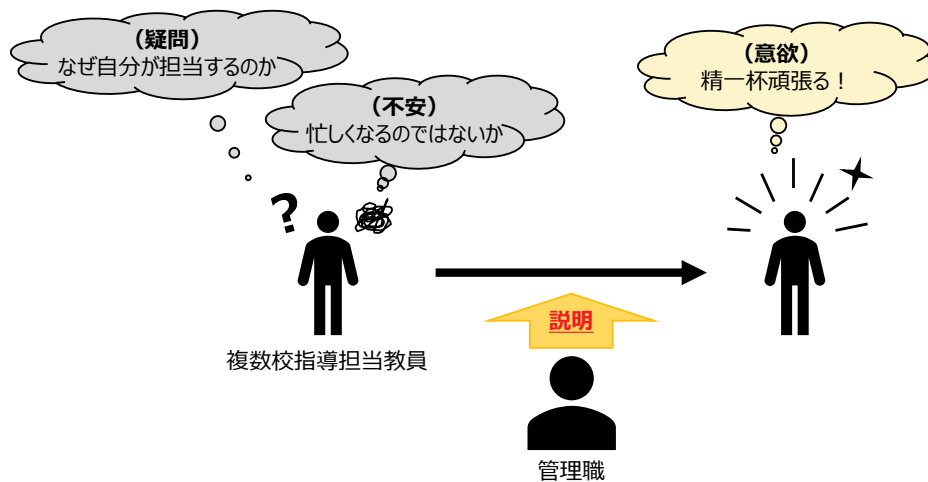 （疑問）
なぜ自分が担当するのか
（不安）
忙しくなるのではないか
（意欲）
精一杯頑張る！
?
説明
複数校指導担当教員
管理職